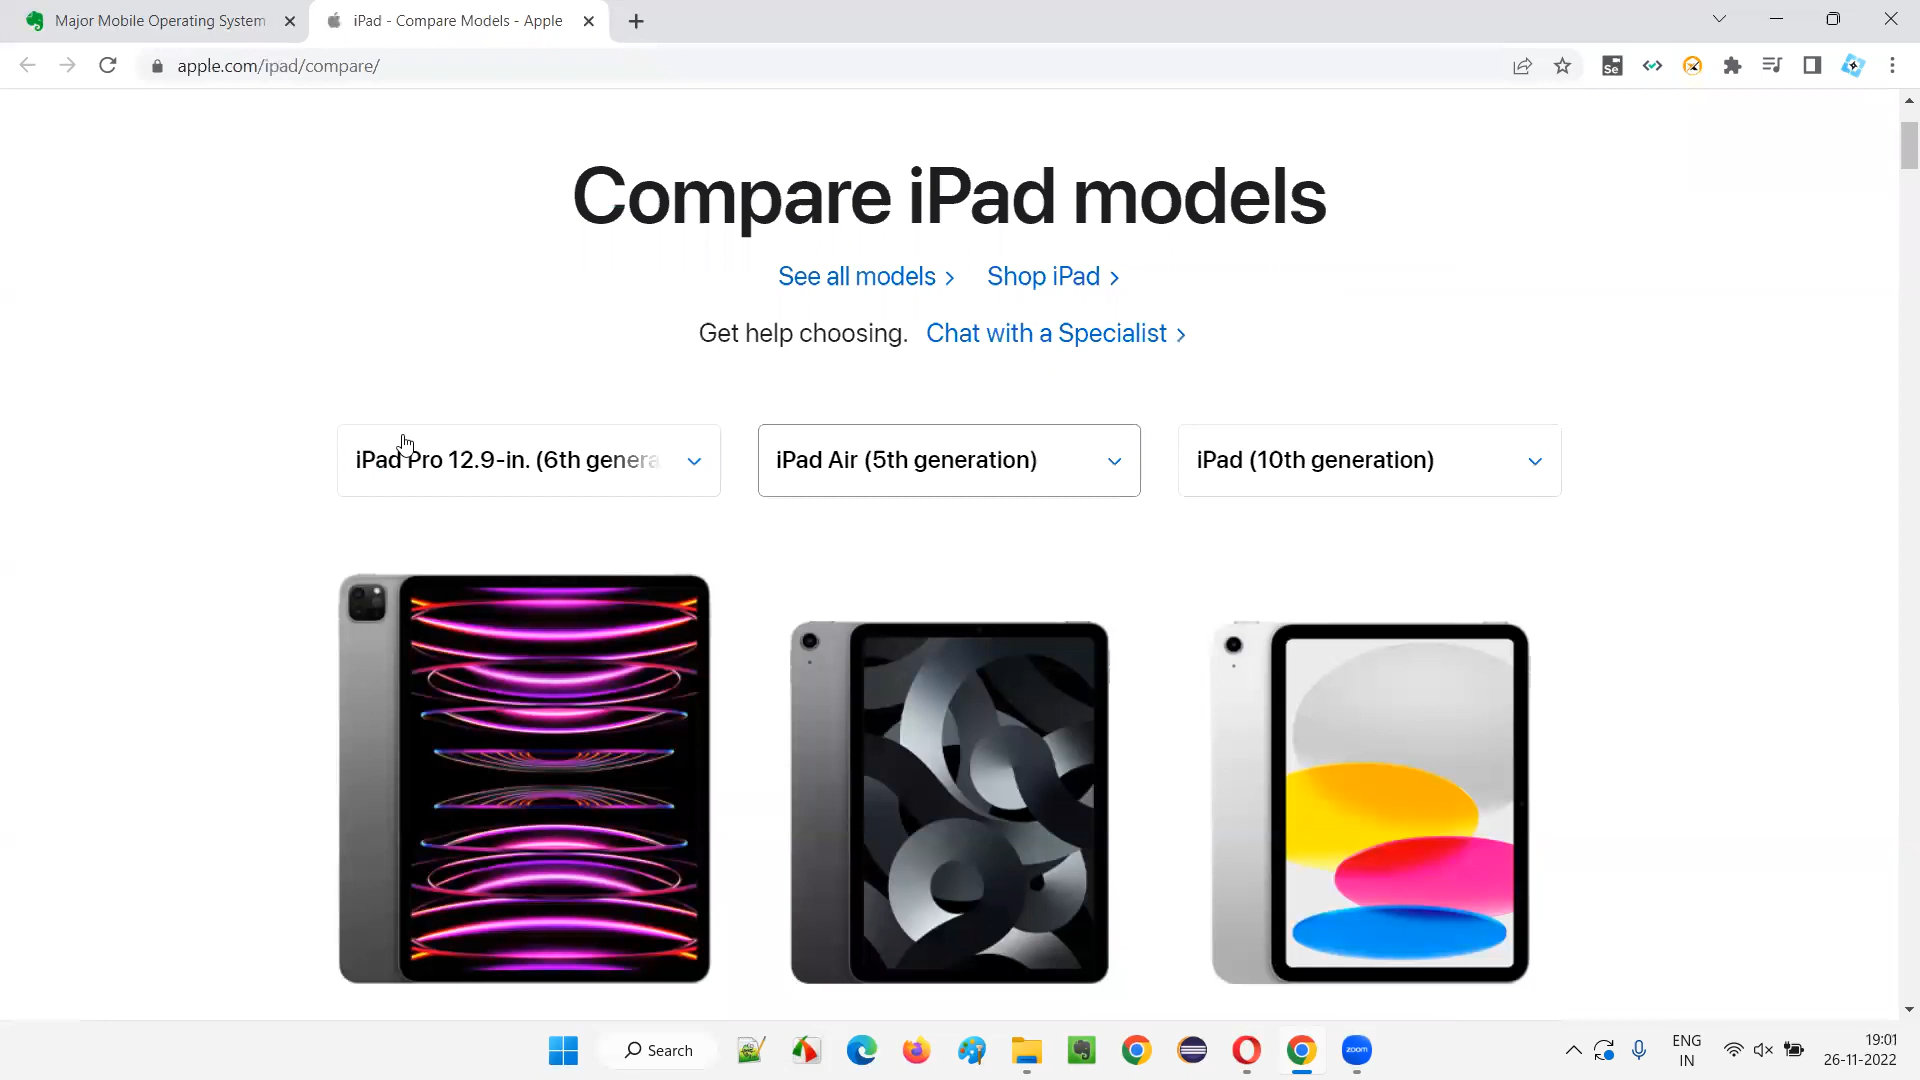 Major Mobile Operating System
iPad - Compare Models - Apple
apple.com/ipad/compare/
Se
Compare iPad models
See all models >
Shop iPad >
Get help choosing. Chat with a Specialist >
iPad Pro 12.9-in. (6th genera
iPad Air (5th generation)
iPad (10th generation)
Search
zoom
ENG
IN
19:01
26-11-2022